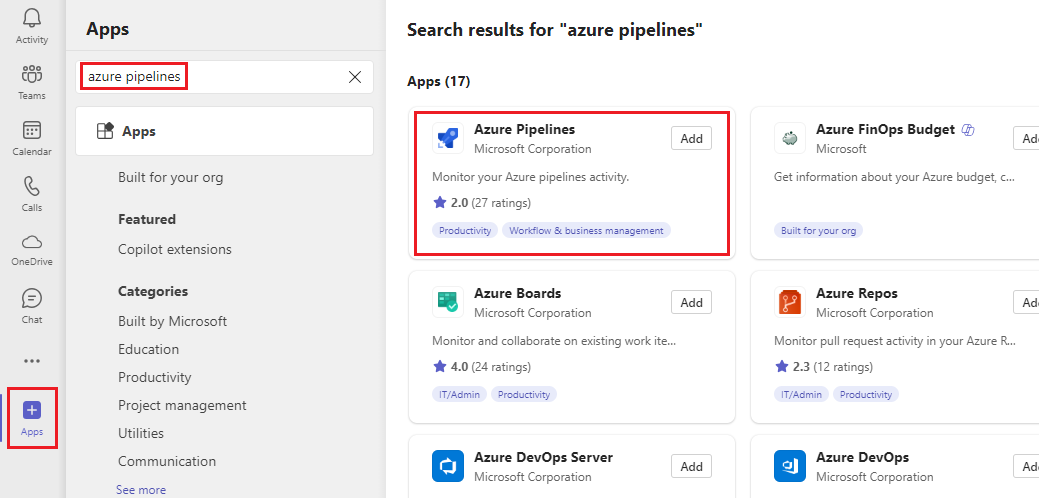 Activity
Teams
Calendar
Calls
OneDrive
Chat
Apps
Apps
azure pipelines
Apps
Built for your org
Featured
Copilot extensions
Categories
Built by Microsoft
Education
Productivity
Project management
Utilities
Communication
See more
Search results for "azure pipelines"
Apps (17)
Azure Pipelines
Microsoft Corporation
Add
Monitor your Azure pipelines activity.
2.0 (27 ratings)
Productivity Workflow & business management
Azure FinOps Budget
Microsoft
Ad
Get information about your Azure budget, c...
Built for your org
Azure Boards
Microsoft Corporation
Add
Monitor and collaborate on existing work ite...
4.0 (24 ratings)
IT/Admin Productivity
Azure Repos
Microsoft Corporation
Ad
Monitor pull request activity in your Azure R...
2.3 (12 ratings)
IT/Admin Productivity
Azure DevOps Server
Microsoft Corporation
Add
Azure DevOps
Microsoft Corporation
Ad